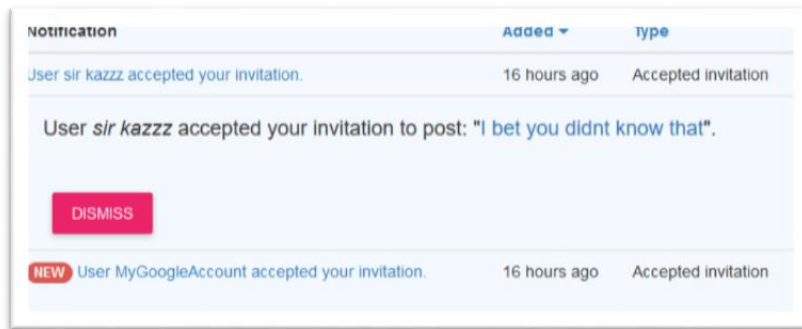 Notification Added Type
User sir kazzz accepted your invitation. 16 hours ago Accepted invitation
User sir kazzz accepted your invitation to post: "I bet you didnt know that".
DISMISS
NEW User MyGoogleAccount accepted your invitation. 16 hours ago Accepted invitation